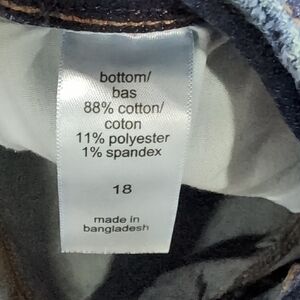 bottom/
bas
88% cotton/
coton
11% polyester
1% spandex
18
made in
bangladesh